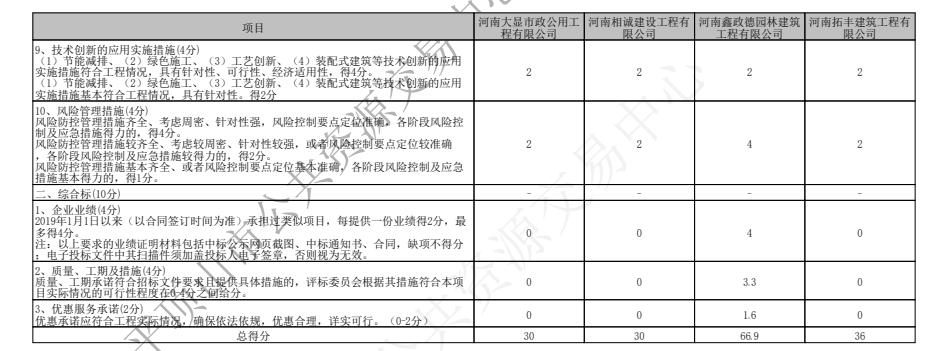 项目 河南大显市政公用工程有限公司 河南相诚建设工程有限公司 河南鑫政德园林建筑工程有限公司 河南拓丰建筑工程有限公司
9、技术创新的应用实施措施(4分)
（1）节能减排、（2）绿色施工、（3）工艺创新、（4）装配式建筑等技术创新的应用
实施措施符合工程情况，具有针对性、可行性、经济适用性，得4分。
（1）节能减排、（2）绿色施工、（3）工艺创新、（4）装配式建筑等技术创新的应用
实施措施基本符合工程情况，具有针对性。得2分
2 2 2 2
10、风险管理措施(4分)
风险防控管理措施齐全、考虑周密、针对性强，风险控制要点定位准确，各阶段风险控
制及应急措施得力的，得4分。
风险防控管理措施较齐全、考虑较周密、针对性较强，或者风险控制要点定位较准确
，各阶段风险控制及应急措施较得力的，得2分。
风险防控管理措施基本齐全、或者风险控制要点定位基本准确，各阶段风险控制及应急
措施基本得力的，得1分。
2 2 4 2
二、综合标(10分) - - - -
1、企业业绩(4分)
2019年1月1日以来（以合同签订时间为准）承担过类似项目，每提供一份业绩得2分，最
多得4分。
注：以上要求的业绩证明材料包括中标公示网页截图、中标通知书、合同，缺项不得分
；电子投标文件中其扫描件须加盖投标人电子签章，否则视为无效。
0 0 4 0
2、质量、工期及措施(4分)
质量、工期承诺符合招标文件要求且提供具体措施的，评标委员会根据其措施符合本项
目实际情况的可行性程度在0-4分之间给分。
0 0 3.3 0
3、优惠服务承诺(2分)
优惠承诺应符合工程实际情况，确保依法依规，优惠合理，详实可行。（0-2分）
0 0 1.6 0
总得分 30 30 66.9 36
平顶山市公共资源交易中心
公共资源交易中心